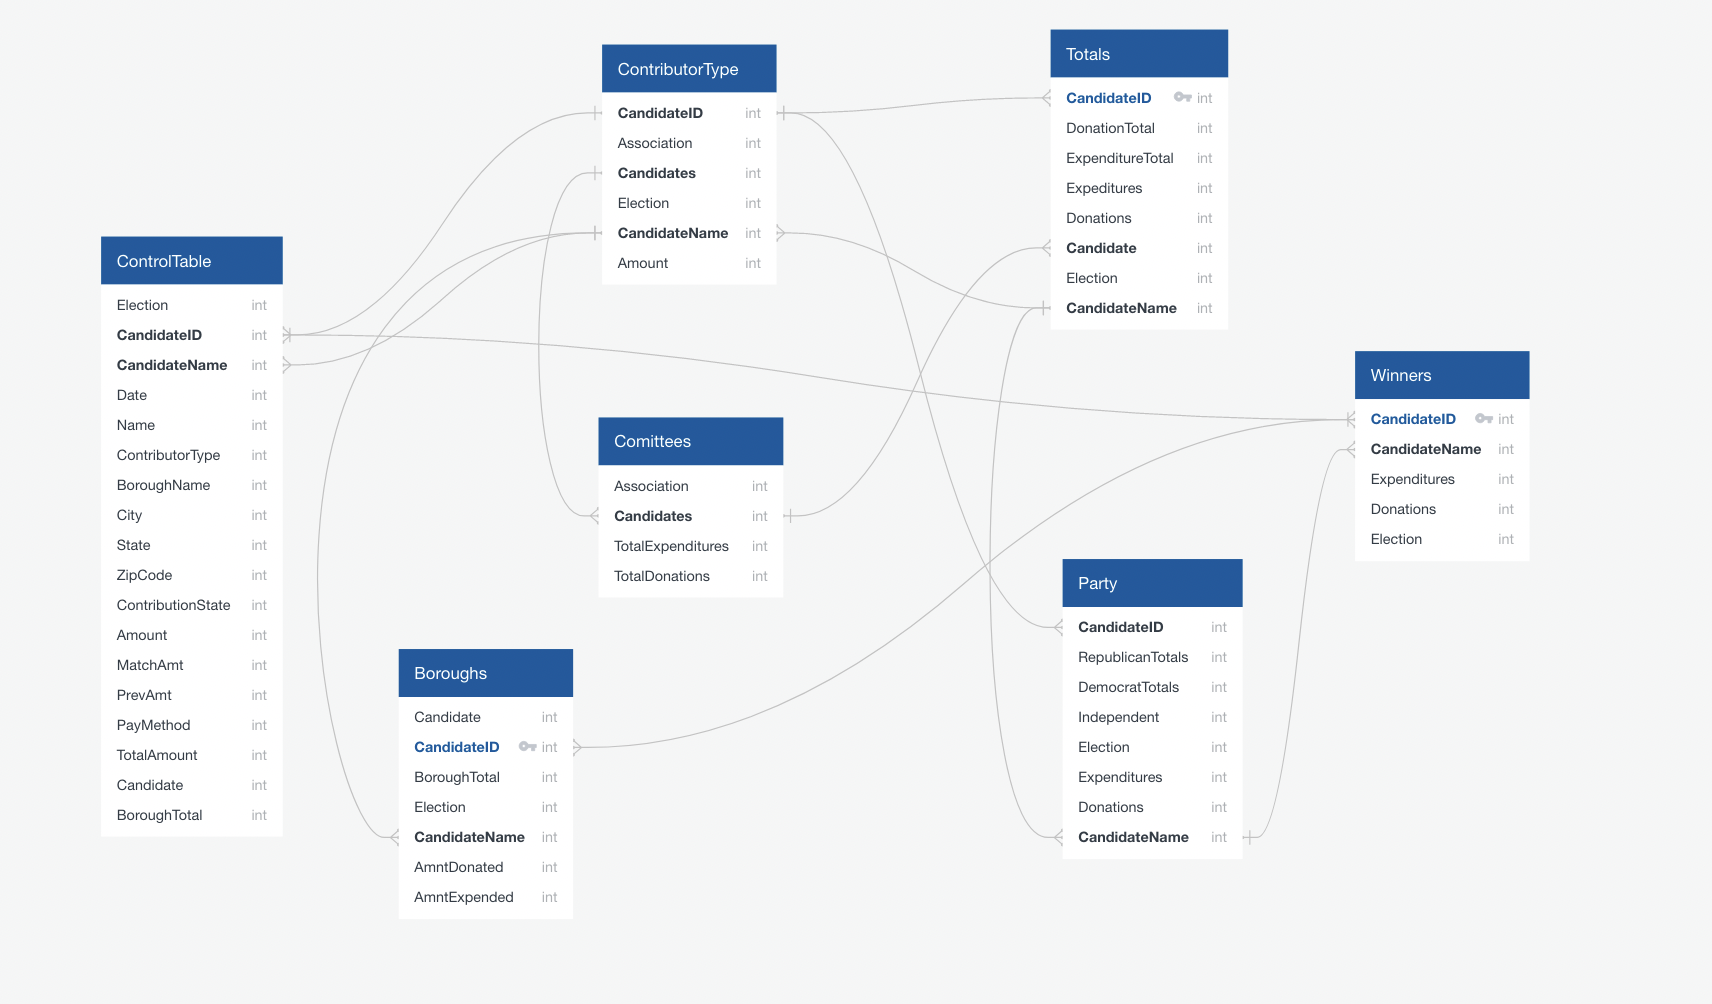 ControlTable
Election int
CandidateID int
CandidateName int
Date int
Name int
ContributorType int
BoroughName int
City int
State int
ZipCode int
ContributionState int
Amount int
MatchAmt int
PrevAmt int
PayMethod int
TotalAmount int
Candidate int
BoroughTotal int
ContributorType
CandidateID int
Association int
Candidates int
Election int
CandidateName int
Amount int
Comittees
Association int
Candidates int
TotalExpenditures int
TotalDonations int
Boroughs
Candidate int
CandidateID int
BoroughTotal int
Election int
CandidateName int
AmntDonated int
AmntExpended int
Totals
CandidateID int
DonationTotal int
ExpenditureTotal int
Expeditures int
Donations int
Candidate int
Election int
CandidateName int
Party
CandidateID int
RepublicanTotals int
DemocratTotals int
Independent int
Election int
Expenditures int
Donations int
CandidateName int
Winners
CandidateID int
CandidateName int
Expenditures int
Donations int
Election int